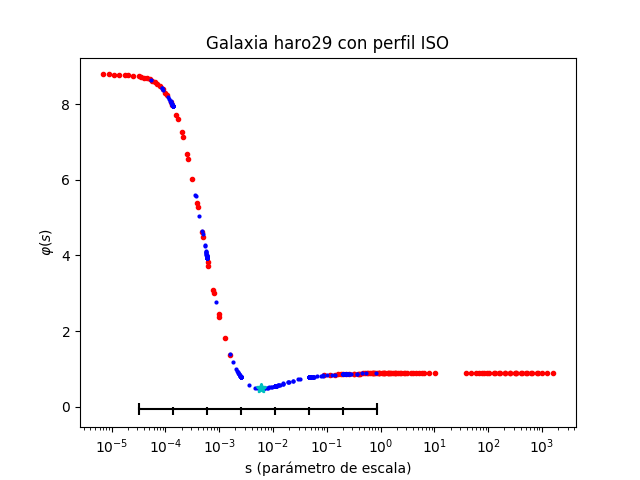 Galaxia haro29 con perfil ISO
φ(s)
8
6
4
2
0
10⁻⁵ 10⁻⁴ 10⁻³ 10⁻² 10⁻¹ 10⁰ 10¹ 10² 10³
s (parámetro de escala)